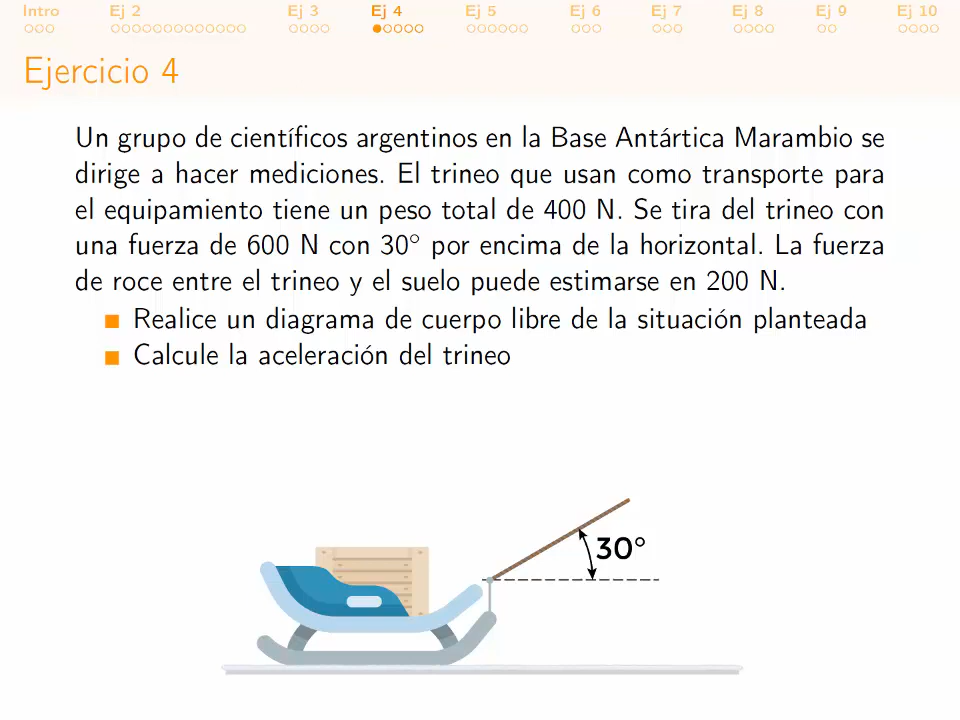 Intro Ej 2 Ej 3 Ej 4 Ej 5 Ej 6 Ej 7 Ej 8 Ej 9 Ej 10
Ejercicio 4
Un grupo de científicos argentinos en la Base Antártica Marambio se
dirige a hacer mediciones. El trineo que usan como transporte para
el equipamiento tiene un peso total de 400 N. Se tira del trineo con
una fuerza de 600 N con 30° por encima de la horizontal. La fuerza
de roce entre el trineo y el suelo puede estimarse en 200 N.
Realice un diagrama de cuerpo libre de la situación planteada
Calcule la aceleración del trineo
30°